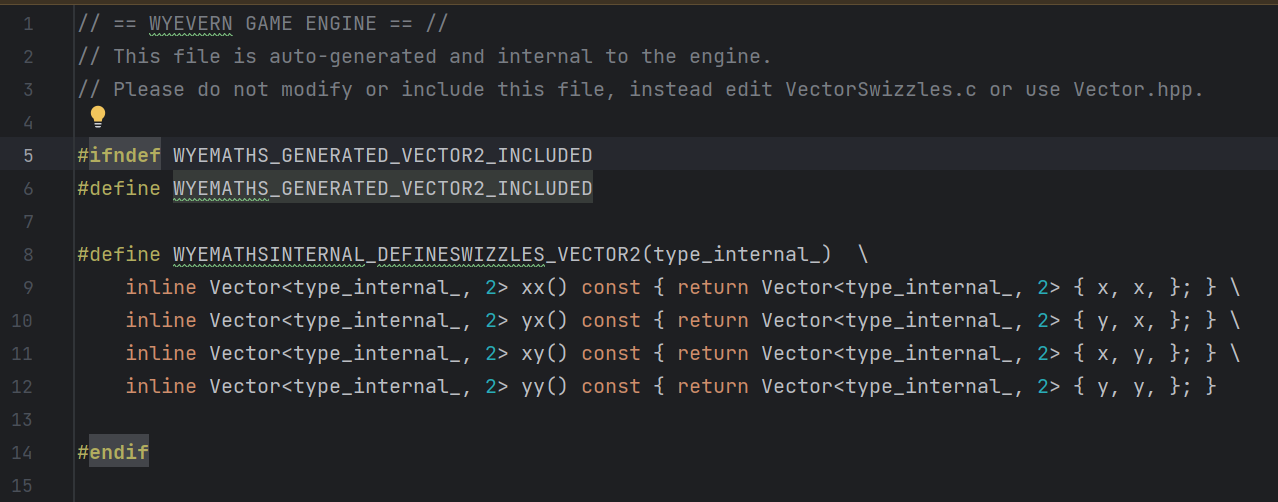 1 // == WYEVERN GAME ENGINE == //
2 // This file is auto-generated and internal to the engine.
3 // Please do not modify or include this file, instead edit VectorSwizzles.c or use Vector.hpp.
4
5 #ifndef WYEMATHS_GENERATED_VECTOR2_INCLUDED
6 #define WYEMATHS_GENERATED_VECTOR2_INCLUDED
7
8 #define WYEMATHSINTERNAL_DEFINESWIZZLES_VECTOR2(type_internal_)  \
9     inline Vector<type_internal_, 2> xx() const { return Vector<type_internal_, 2> { x, x, }; } \
10     inline Vector<type_internal_, 2> yx() const { return Vector<type_internal_, 2> { y, x, }; } \
11     inline Vector<type_internal_, 2> xy() const { return Vector<type_internal_, 2> { x, y, }; } \
12     inline Vector<type_internal_, 2> yy() const { return Vector<type_internal_, 2> { y, y, }; }
13
14 #endif
15